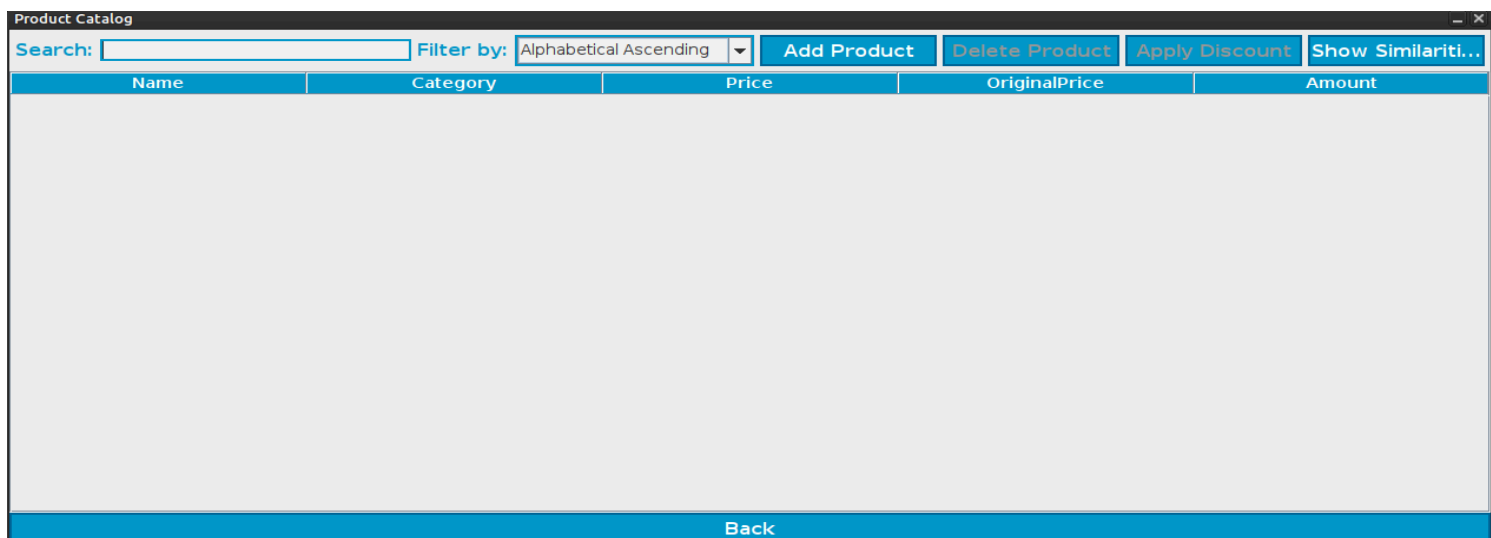 Product Catalog
Search: Filter by: Alphabetical Ascending Add Product Delete Product Apply Discount Show Similariti...
Name Category Price OriginalPrice Amount
Back